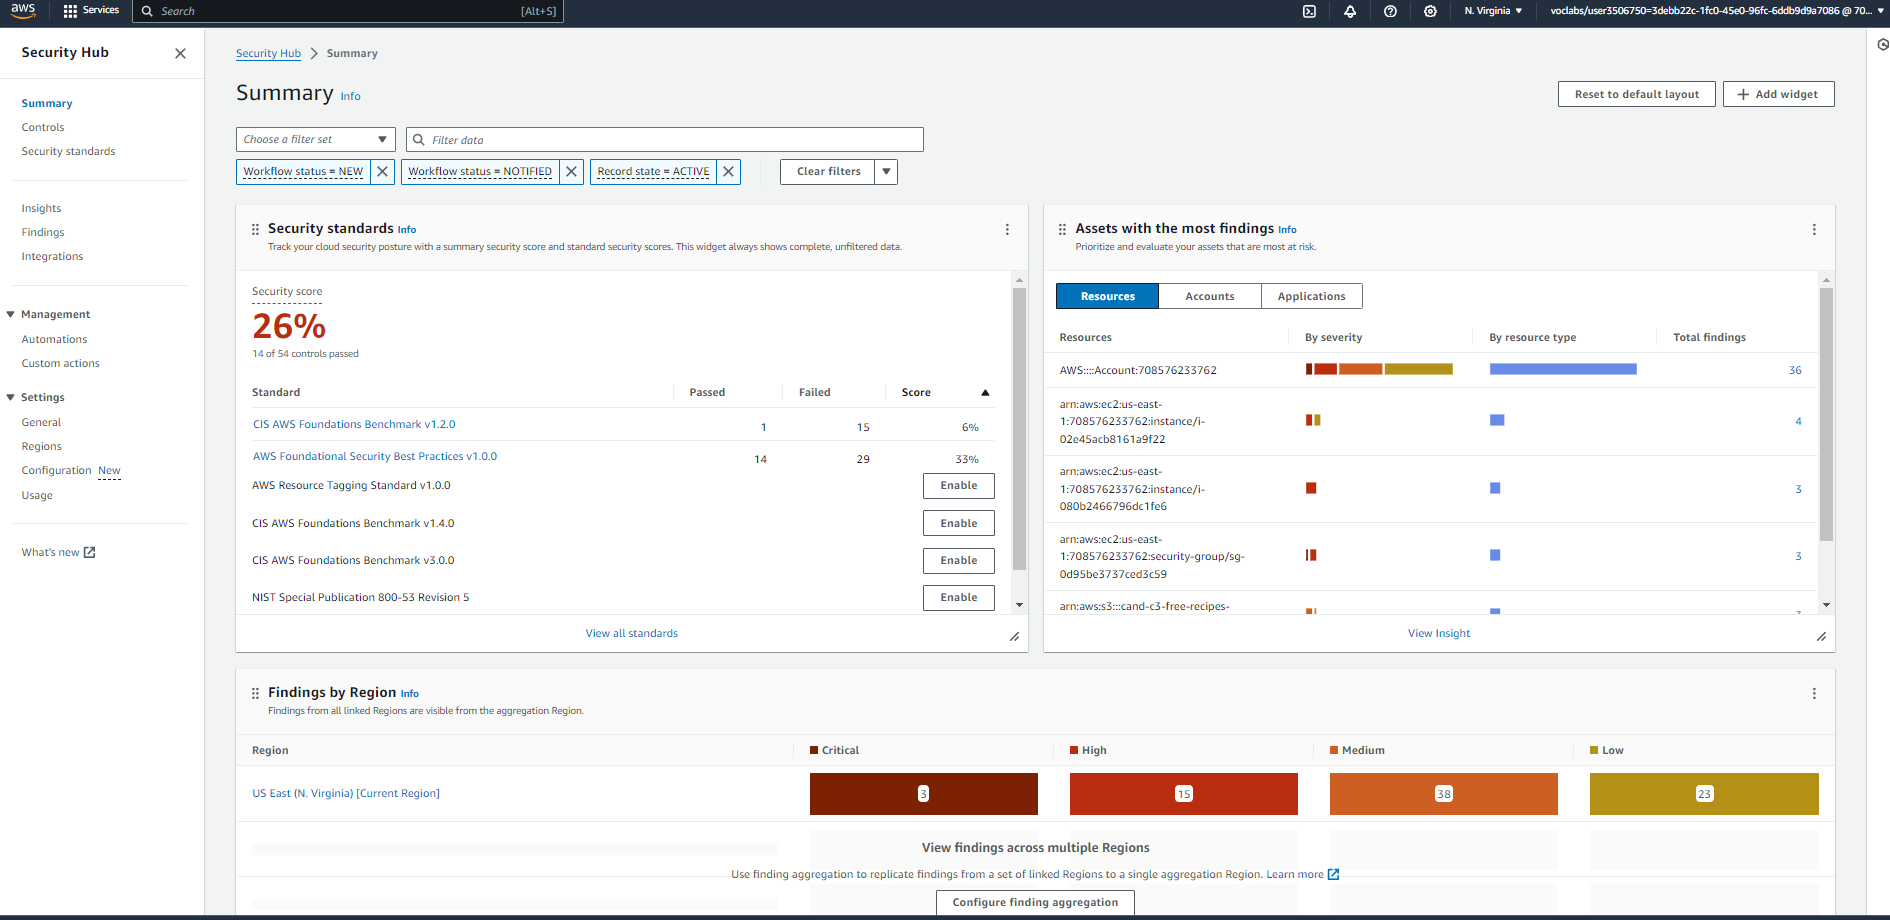 aws
Services
Search
[Alt+S]
N. Virginia
voclabs/user3506750=3debb22c-1fc0-45e0-96fc-6ddb9d9a7086 @ 70...
Security Hub
Summary
Controls
Security standards
Insights
Findings
Integrations
Management
Automations
Custom actions
Settings
General
Regions
Configuration New
Usage
What's new
Security Hub > Summary
Summary Info
Reset to default layout
+ Add widget
Choose a filter set
Filter data
Workflow status = NEW
Workflow status = NOTIFIED
Record state = ACTIVE
Clear filters
Security standards Info
Track your cloud security posture with a summary security score and standard security scores. This widget always shows complete, unfiltered data.
Security score
26%
14 of 54 controls passed
Standard Passed Failed Score
CIS AWS Foundations Benchmark v1.2.0 1 15 6%
AWS Foundational Security Best Practices v1.0.0 14 29 33%
AWS Resource Tagging Standard v1.0.0 Enable
CIS AWS Foundations Benchmark v1.4.0 Enable
CIS AWS Foundations Benchmark v3.0.0 Enable
NIST Special Publication 800-53 Revision 5 Enable
View all standards
Assets with the most findings Info
Prioritize and evaluate your assets that are most at risk.
Resources Accounts Applications
Resources By severity By resource type Total findings
AWS::::Account:708576233762 36
arn:aws:ec2:us-east-
1:708576233762:instance/i- 4
02e45acb8161a9f22
arn:aws:ec2:us-east-
1:708576233762:instance/i- 3
080b2466796dc1fe6
arn:aws:ec2:us-east-
1:708576233762:security-group/sg- 3
0d95be3737ced3c59
arn:aws:s3:::cand-c3-free-recipes-
View Insight
Findings by Region Info
Findings from all linked Regions are visible from the aggregation Region.
Region Critical High Medium Low
US East (N. Virginia) [Current Region] 3 15 38 23
View findings across multiple Regions
Use finding aggregation to replicate findings from a set of linked Regions to a single aggregation Region. Learn more
Configure finding aggregation